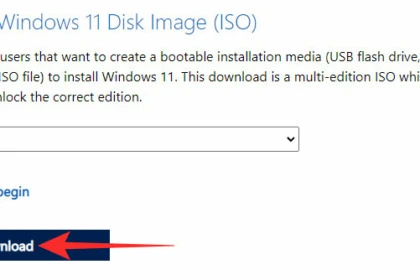 Windows 11 Disk Image (ISO)
users that want to create a bootable installation media (USB flash drive,
ISO file) to install Windows 11. This download is a multi-edition ISO whi
nlock the correct edition.
begin
nload